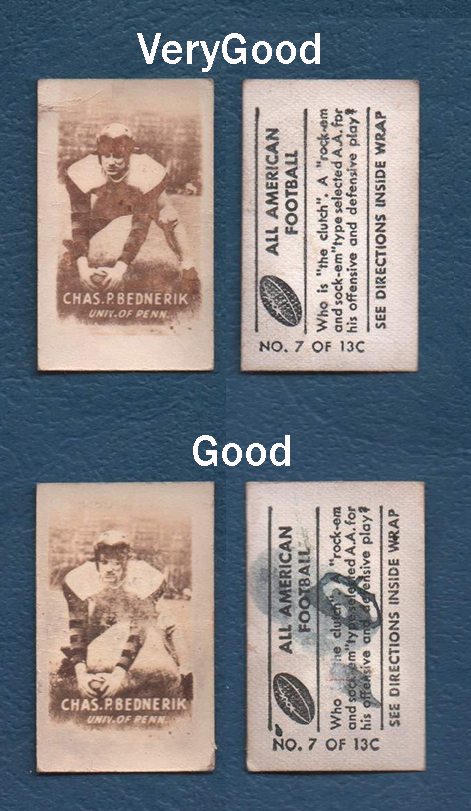 VeryGood
CHAS.P.BEDNERIK
UNIV. OF PENN.
ALL AMERICAN
FOOTBALL
Who is "the clutch". A "rock-em
and sock-em"type selected A.A. for
his offensive and defensive play?
SEE DIRECTIONS INSIDE WRAP
NO. 7 OF 13C
Good
CHAS.P.BEDNERIK
UNIV. OF PENN.
ALL AMERICAN
FOOTBALL
Who the clutch". "rock-em
and sock-em"type selected A.A. for
his offensive and defensive play?
SEE DIRECTIONS INSIDE WRAP
NO. 7 OF 13C